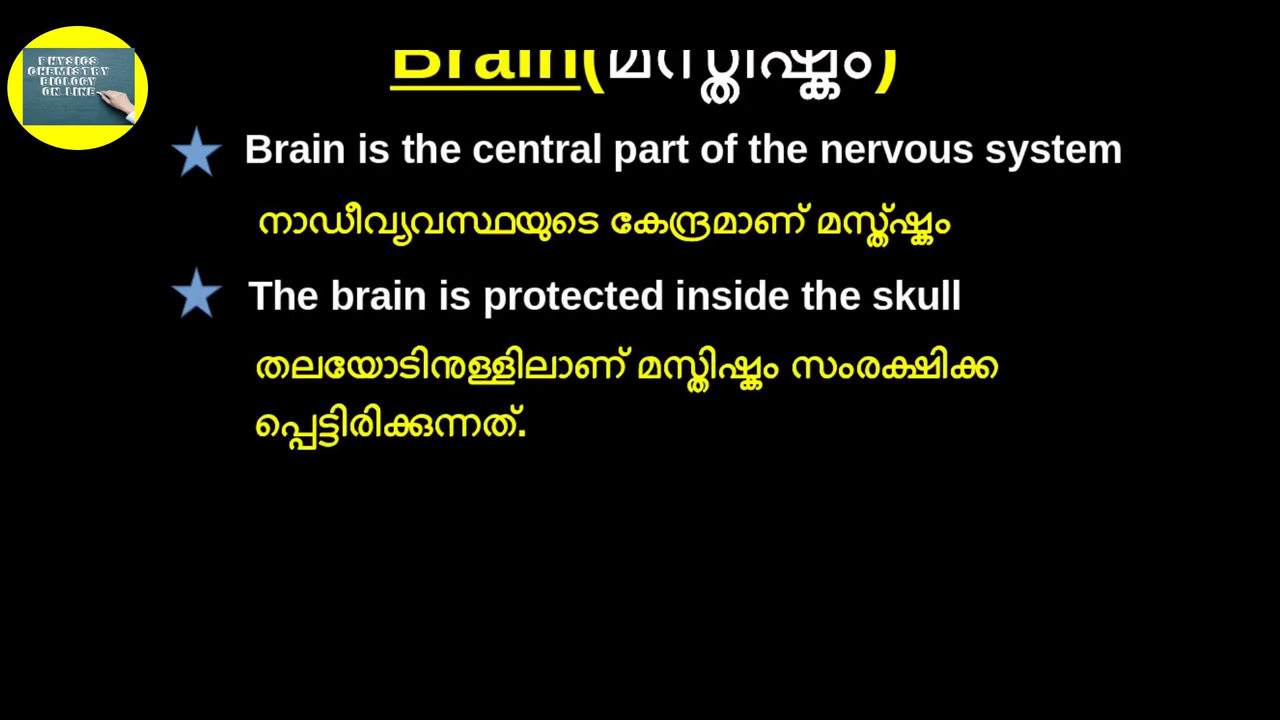 PHYSICS
CHEMISTRY
BIOLOGY
ON LINE
Brain(മസ്തിഷ്കം)
Brain is the central part of the nervous system
നാഡീവ്യവസ്ഥയുടെ കേന്ദ്രമാണ് മസ്ത്ഷ്കം
The brain is protected inside the skull
തലയോടിനുള്ളിലാണ് മസ്തിഷ്കം സംരക്ഷിക്ക
പ്പെട്ടിരിക്കുന്നത്.